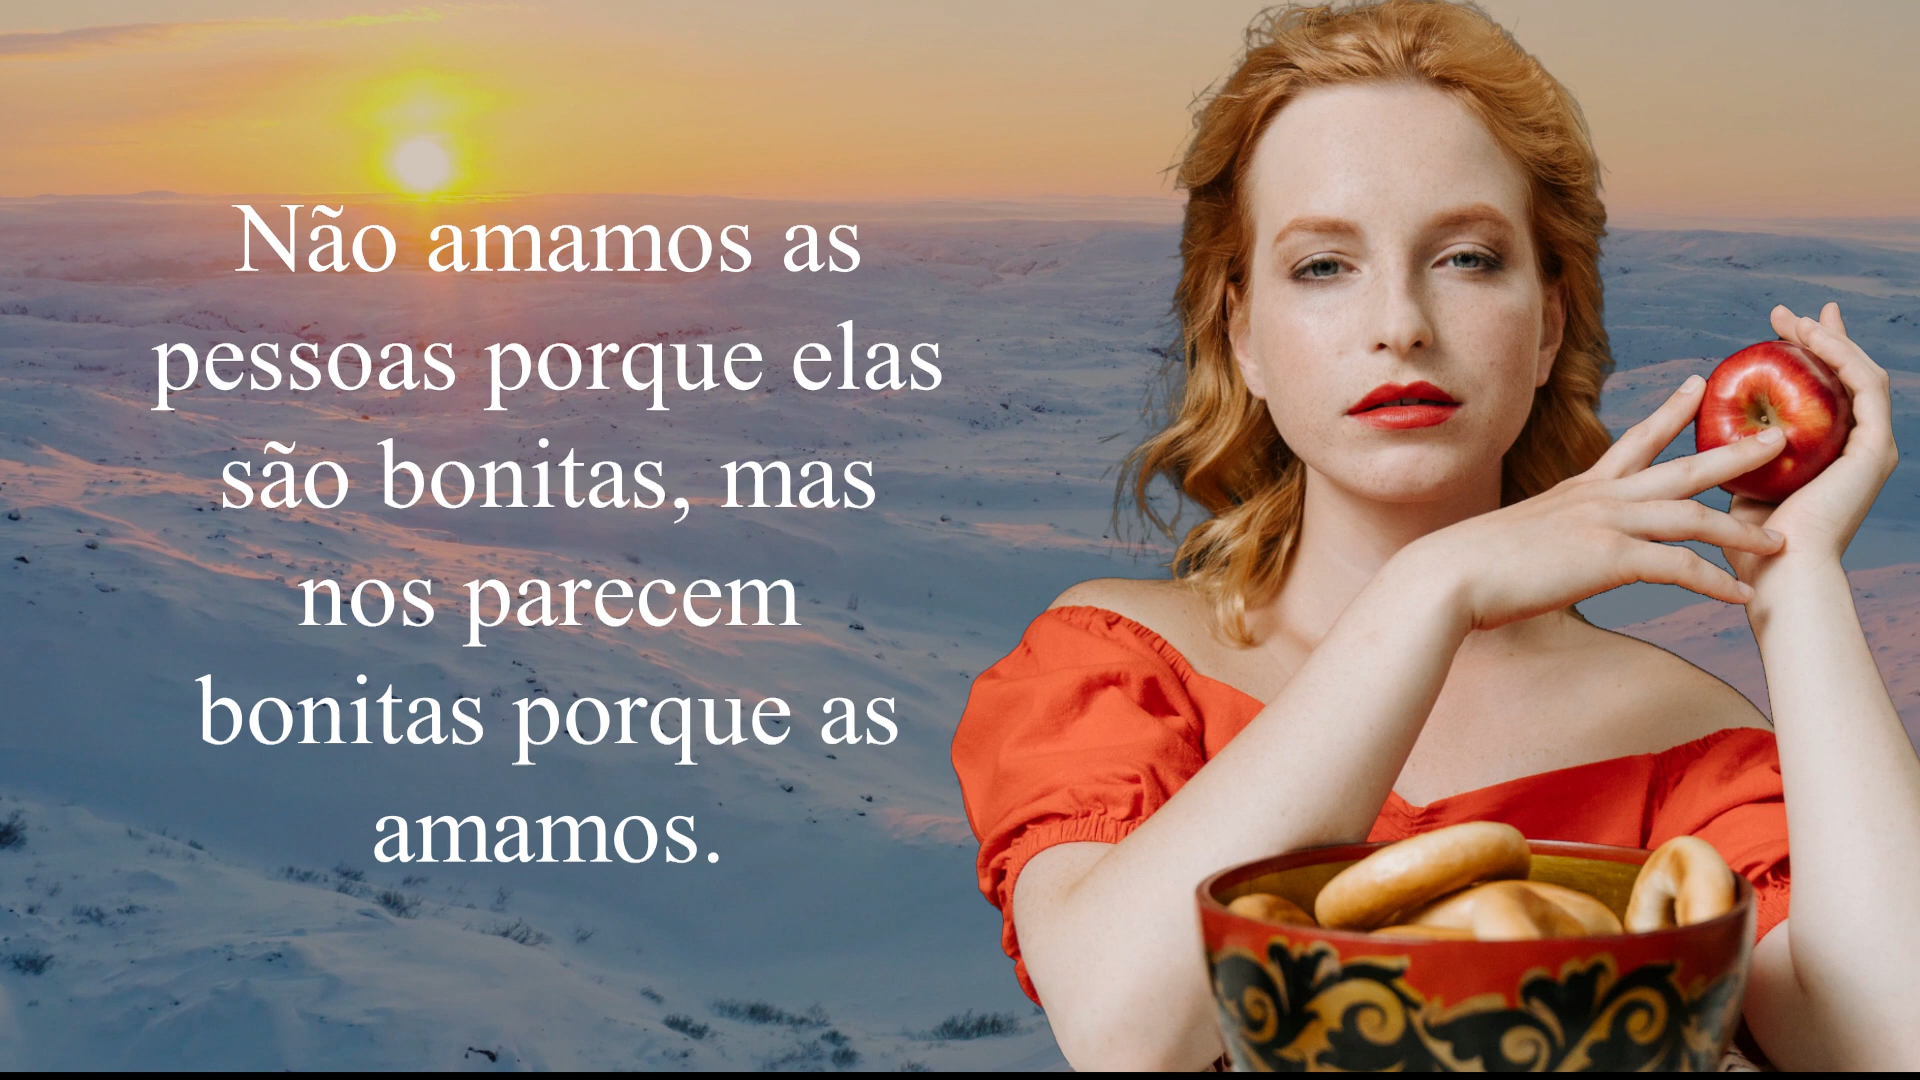 Não amamos as
pessoas porque elas
são bonitas, mas
nos parecem
bonitas porque as
amamos.